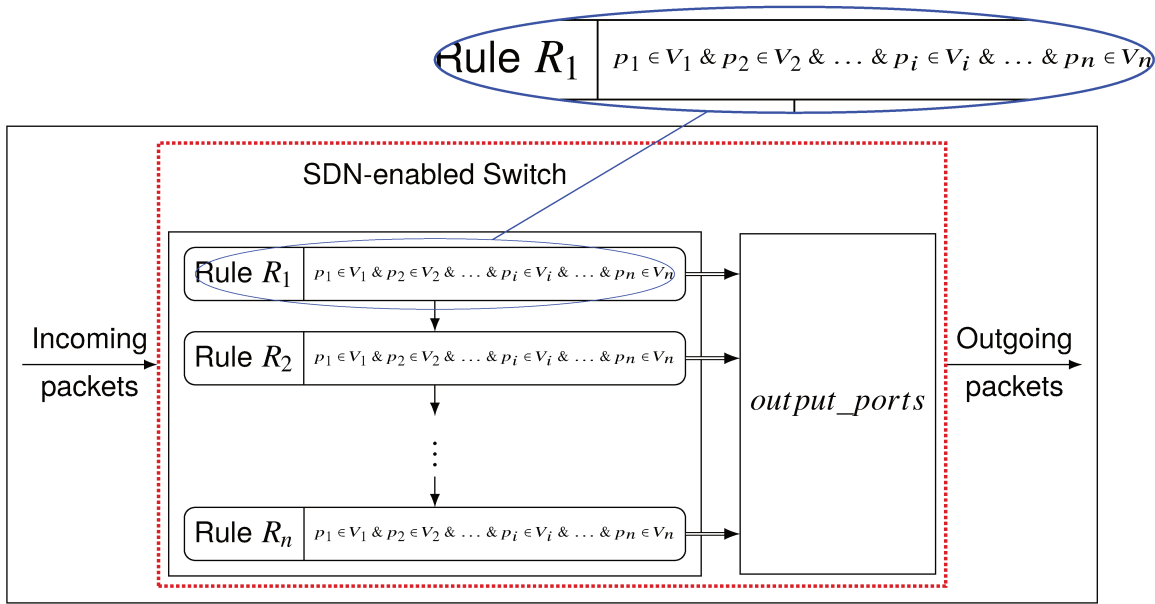 Rule R₁ p₁ ∈ V₁ & p₂ ∈ V₂ & … & pᵢ ∈ Vᵢ & … & pₙ ∈ Vₙ
SDN-enabled Switch
Rule R₁ p₁ ∈ V₁ & p₂ ∈ V₂ & … & pᵢ ∈ Vᵢ & … & pₙ ∈ Vₙ
Incoming
packets
Rule R₂ p₁ ∈ V₁ & p₂ ∈ V₂ & … & pᵢ ∈ Vᵢ & … & pₙ ∈ Vₙ
⋮
Rule Rₙ p₁ ∈ V₁ & p₂ ∈ V₂ & … & pᵢ ∈ Vᵢ & … & pₙ ∈ Vₙ
output_ports
Outgoing
packets